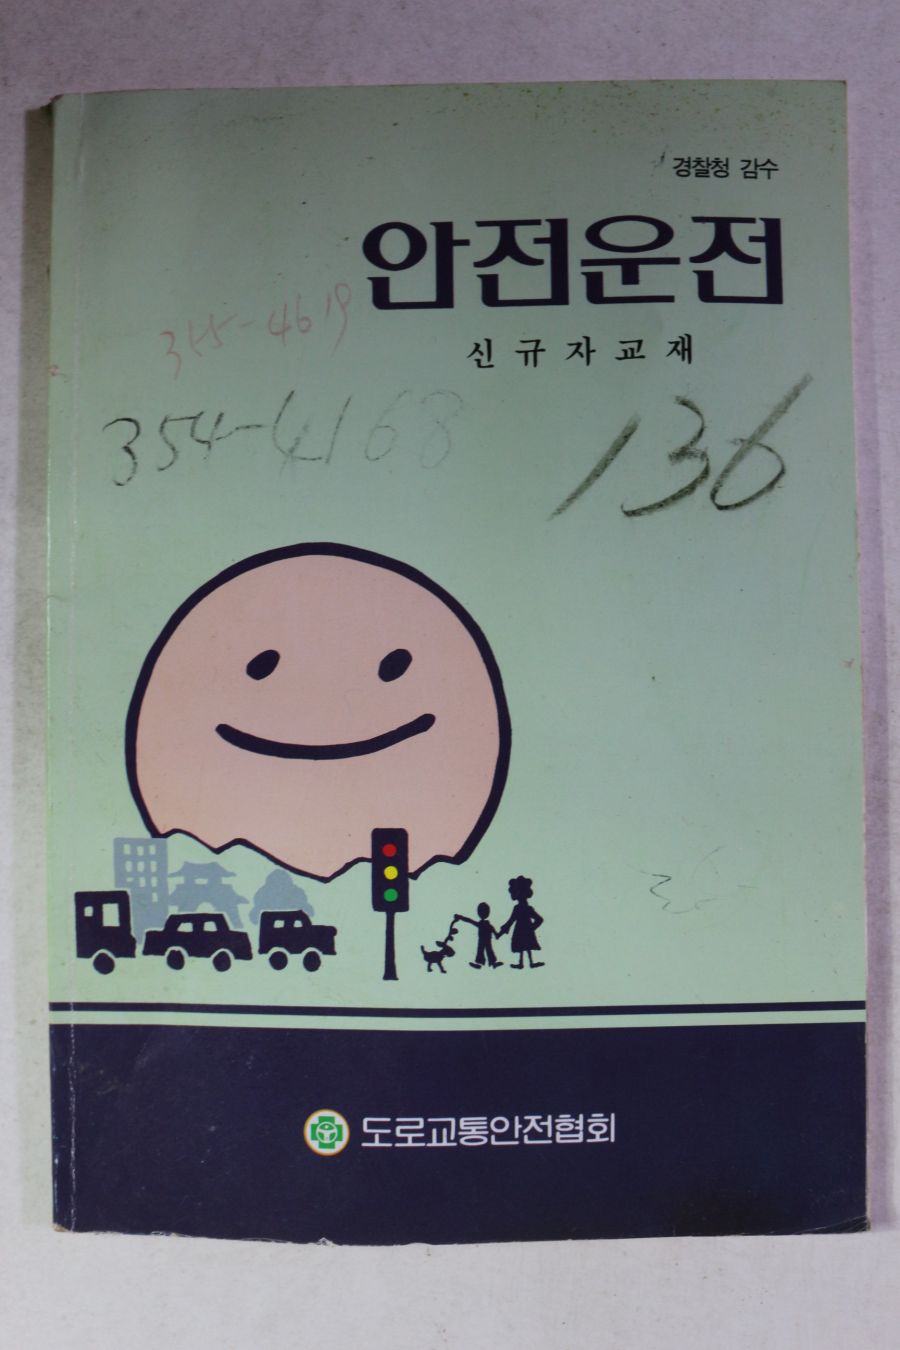 경찰청 감수
안전운전
신규자교재
355-4619
354-4168
136
도로교통안전협회